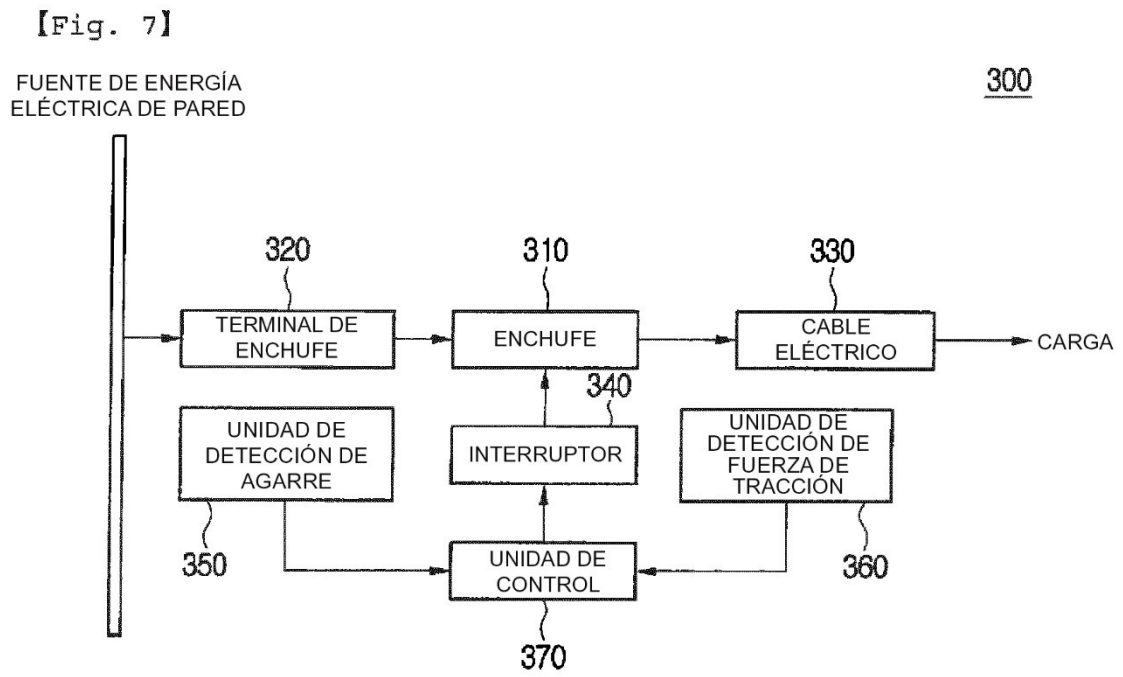 【Fig. 7】
FUENTE DE ENERGÍA
ELÉCTRICA DE PARED
300
320
310
330
TERMINAL DE
ENCHUFE
ENCHUFE
CABLE
ELÉCTRICO
CARGA
340
UNIDAD DE
DETECCIÓN DE
AGARRE
INTERRUPTOR
UNIDAD DE
DETECCIÓN DE
FUERZA DE
TRACCIÓN
350
UNIDAD DE
CONTROL
360
370